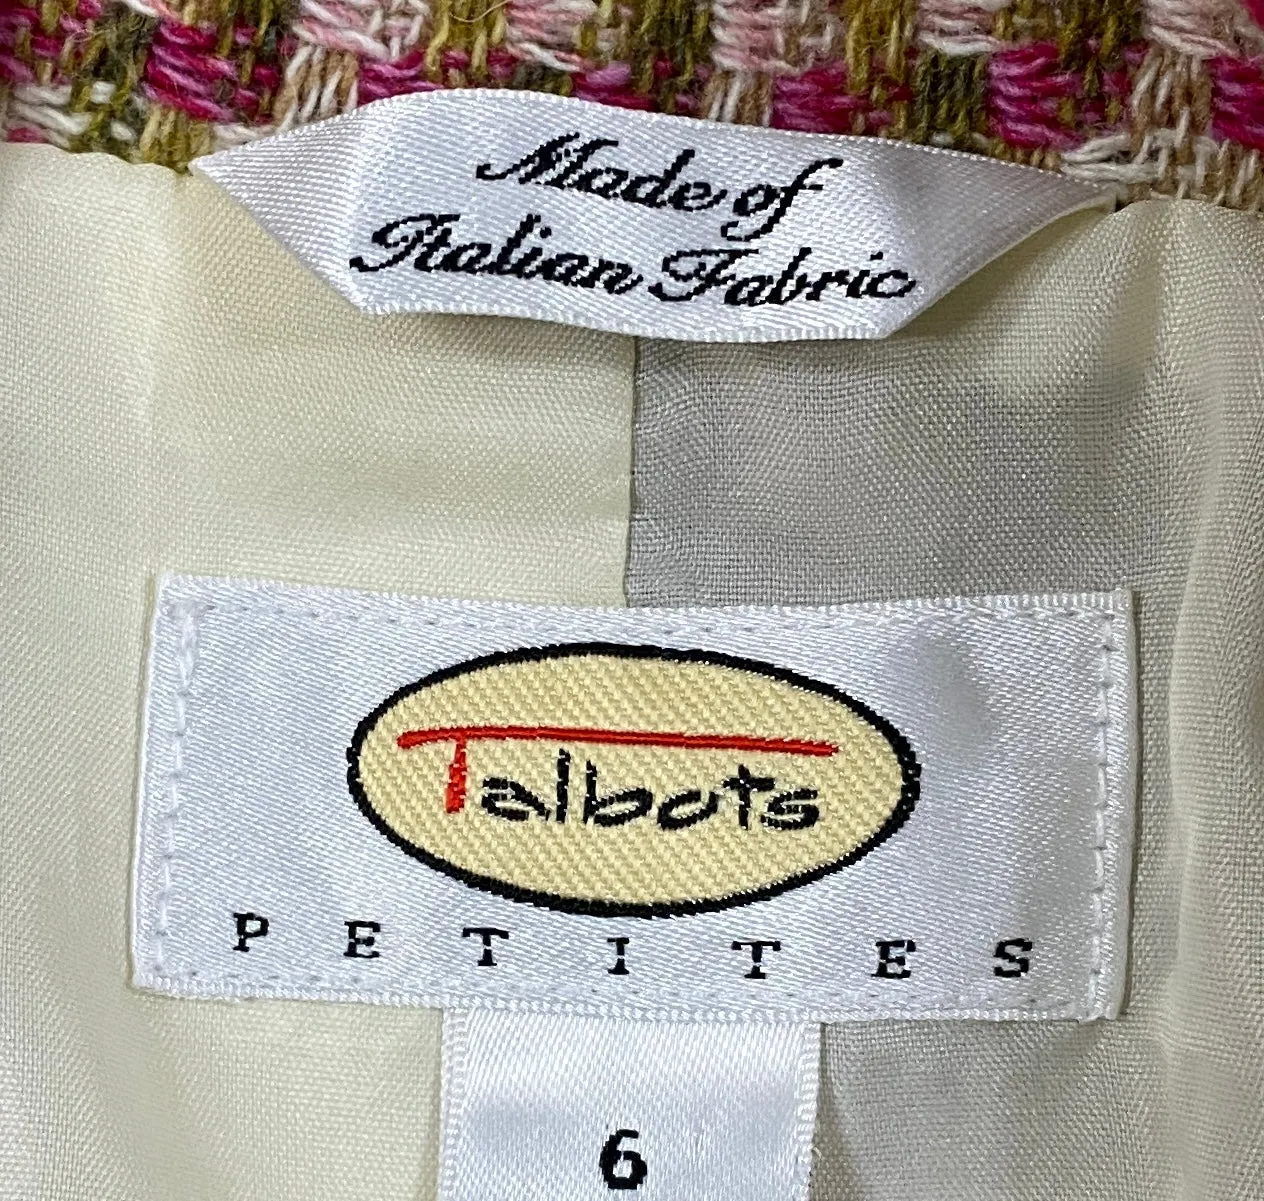 Made of
Italian Fabric
Talbots
PETITES
6